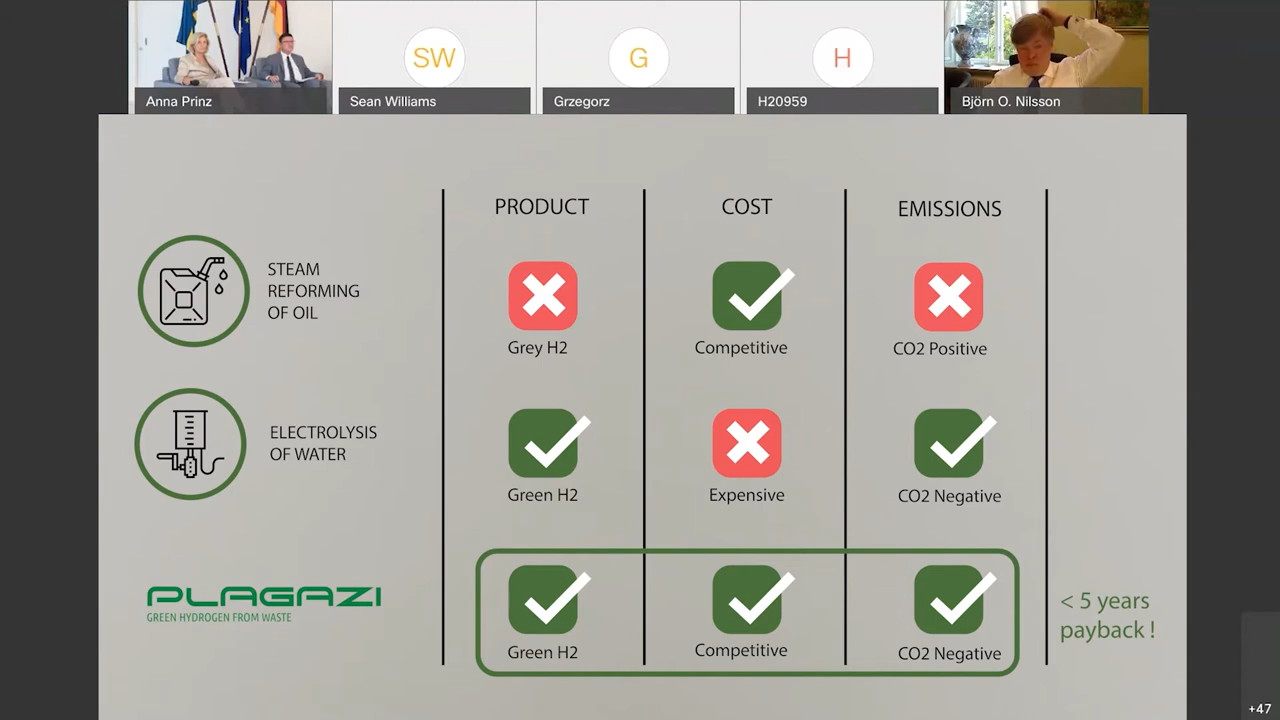 SW
G
H
Anna Prinz
Sean Williams
Grzegorz
H20959
Björn O. Nilsson
PRODUCT
COST
EMISSIONS
STEAM
REFORMING
OF OIL
Grey H2
Competitive
CO2 Positive
ELECTROLYSIS
OF WATER
Green H2
Expensive
CO2 Negative
PLAGAZI
GREEN HYDROGEN FROM WASTE
Green H2
Competitive
CO2 Negative
< 5 years
payback !
+47